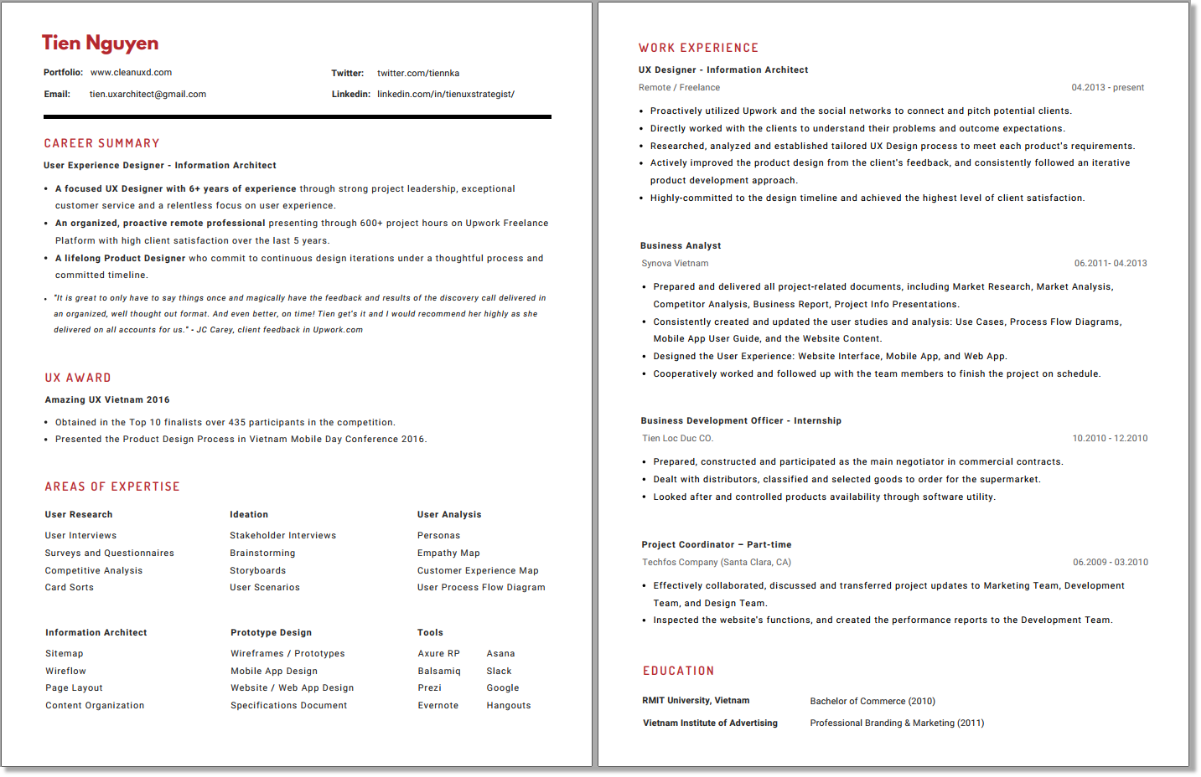 Tien Nguyen
Portfolio: www.cleanuxd.com Twitter: twitter.com/tiennka
Email: tien.uxarchitect@gmail.com Linkedin: linkedin.com/in/tienuxstrategist/
CAREER SUMMARY
User Experience Designer - Information Architect
• A focused UX Designer with 6+ years of experience through strong project leadership, exceptional
customer service and a relentless focus on user experience.
• An organized, proactive remote professional presenting through 600+ project hours on Upwork Freelance
Platform with high client satisfaction over the last 5 years.
• A lifelong Product Designer who commit to continuous design iterations under a thoughtful process and
committed timeline.
• "It is great to only have to say things once and magically have the feedback and results of the discovery call delivered in
an organized, well thought out format. And even better, on time! Tien get's it and I would recommend her highly as she
delivered on all accounts for us." - JC Carey, client feedback in Upwork.com
UX AWARD
Amazing UX Vietnam 2016
• Obtained in the Top 10 finalists over 435 participants in the competition.
• Presented the Product Design Process in Vietnam Mobile Day Conference 2016.
AREAS OF EXPERTISE
User Research Ideation User Analysis
User Interviews Stakeholder Interviews Personas
Surveys and Questionnaires Brainstorming Empathy Map
Competitive Analysis Storyboards Customer Experience Map
Card Sorts User Scenarios User Process Flow Diagram
Information Architect Prototype Design Tools
Sitemap Wireframes / Prototypes Axure RP Asana
Wireflow Mobile App Design Balsamiq Slack
Page Layout Website / Web App Design Prezi Google
Content Organization Specifications Document Evernote Hangouts
WORK EXPERIENCE
UX Designer - Information Architect
Remote / Freelance 04.2013 - present
• Proactively utilized Upwork and the social networks to connect and pitch potential clients.
• Directly worked with the clients to understand their problems and outcome expectations.
• Researched, analyzed and established tailored UX Design process to meet each product's requirements.
• Actively improved the product design from the client's feedback, and consistently followed an iterative
product development approach.
• Highly-committed to the design timeline and achieved the highest level of client satisfaction.
Business Analyst
Synova Vietnam 06.2011- 04.2013
• Prepared and delivered all project-related documents, including Market Research, Market Analysis,
Competitor Analysis, Business Report, Project Info Presentations.
• Consistently created and updated the user studies and analysis: Use Cases, Process Flow Diagrams,
Mobile App User Guide, and the Website Content.
• Designed the User Experience: Website Interface, Mobile App, and Web App.
• Cooperatively worked and followed up with the team members to finish the project on schedule.
Business Development Officer - Internship
Tien Loc Duc CO. 10.2010 - 12.2010
• Prepared, constructed and participated as the main negotiator in commercial contracts.
• Dealt with distributors, classified and selected goods to order for the supermarket.
• Looked after and controlled products availability through software utility.
Project Coordinator – Part-time
Techfos Company (Santa Clara, CA) 06.2009 - 03.2010
• Effectively collaborated, discussed and transferred project updates to Marketing Team, Development
Team, and Design Team.
• Inspected the website's functions, and created the performance reports to the Development Team.
EDUCATION
RMIT University, Vietnam Bachelor of Commerce (2010)
Vietnam Institute of Advertising Professional Branding & Marketing (2011)